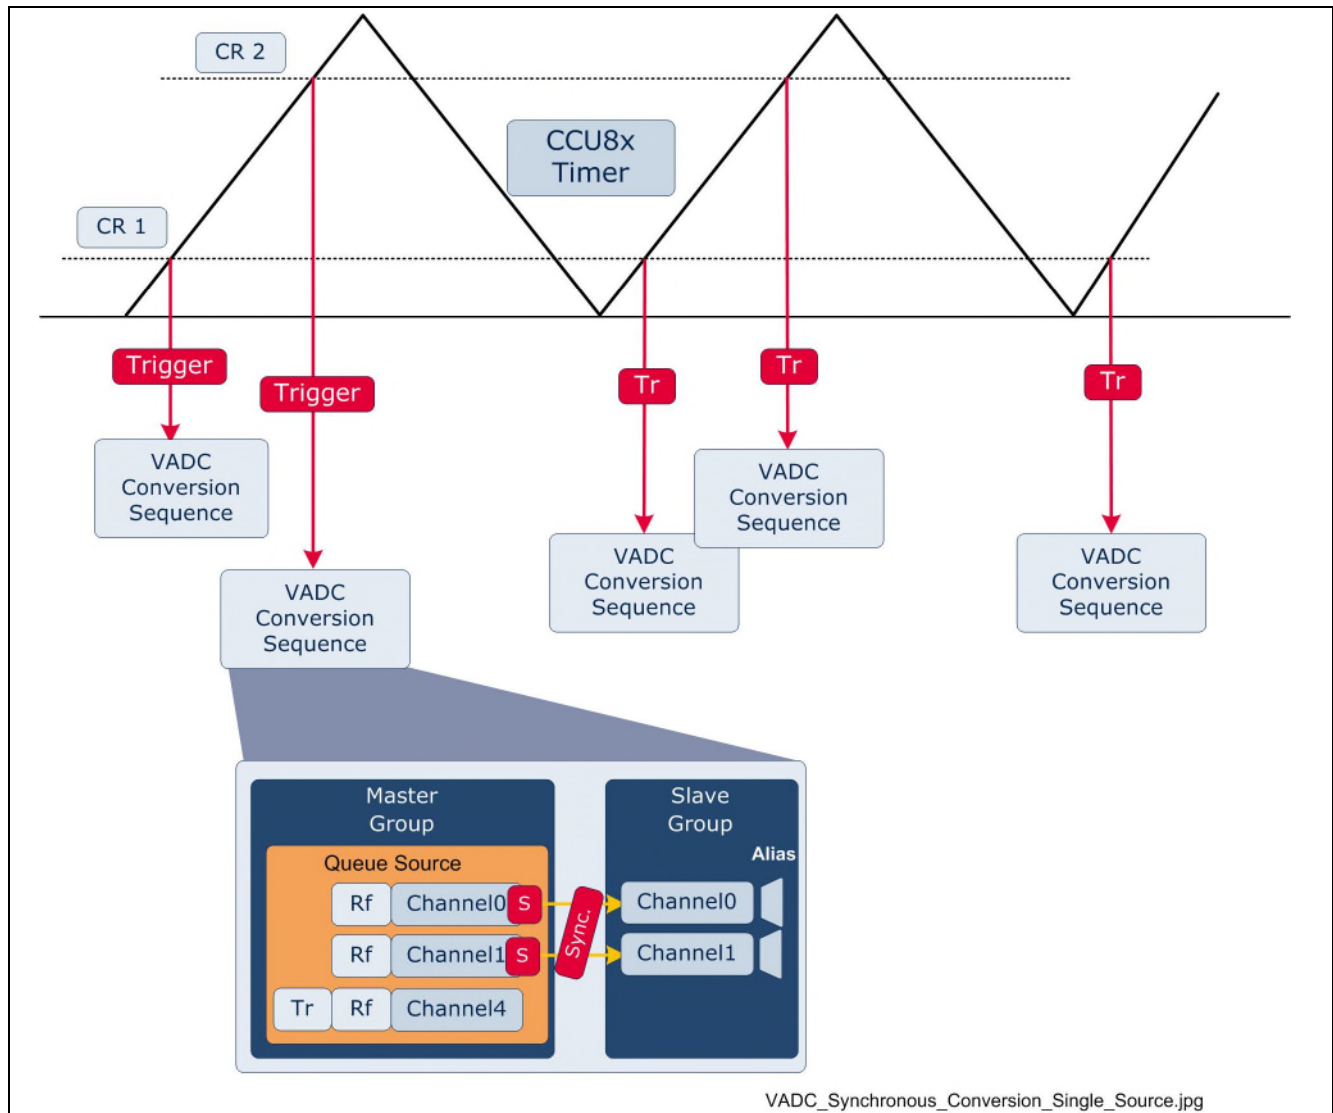 CR 2
CCU8x
Timer
CR 1
Trigger
Trigger
Tr
Tr
Tr
VADC
Conversion
Sequence
VADC
Conversion
Sequence
VADC
Conversion
Sequence
VADC
Conversion
Sequence
VADC
Conversion
Sequence
Master
Group
Slave
Group
Queue Source
Alias
Rf Channel0 S
Sync.
Channel0
Rf Channel1 S
Channel1
Tr Rf Channel4
VADC_Synchronous_Conversion_Single_Source.jpg